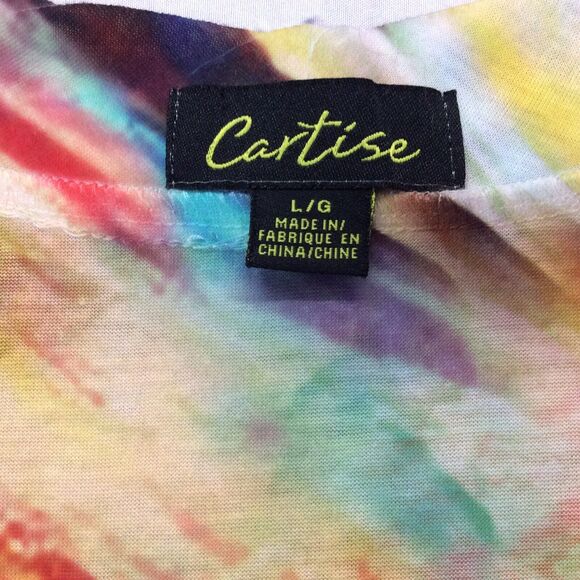 Cartise
L/G
MADE IN/
FABRIQUE EN
CHINA/CHINE